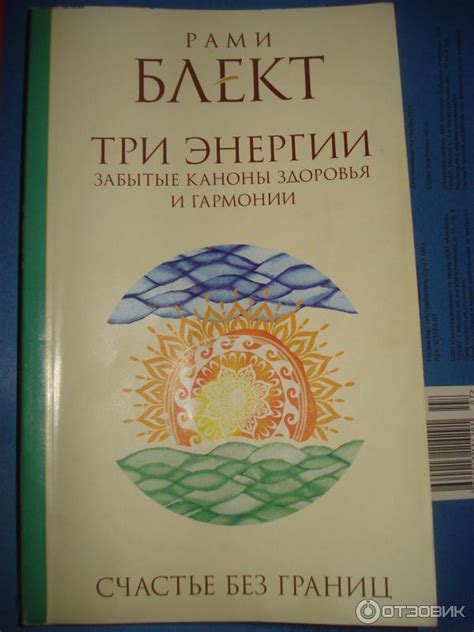 РАМИ
БЛЕКТ
ТРИ ЭНЕРГИИ
ЗАБЫТЫЕ КАНОНЫ ЗДОРОВЬЯ
И ГАРМОНИИ
СЧАСТЬЕ БЕЗ ГРАНИЦ
ОТЗОВИК